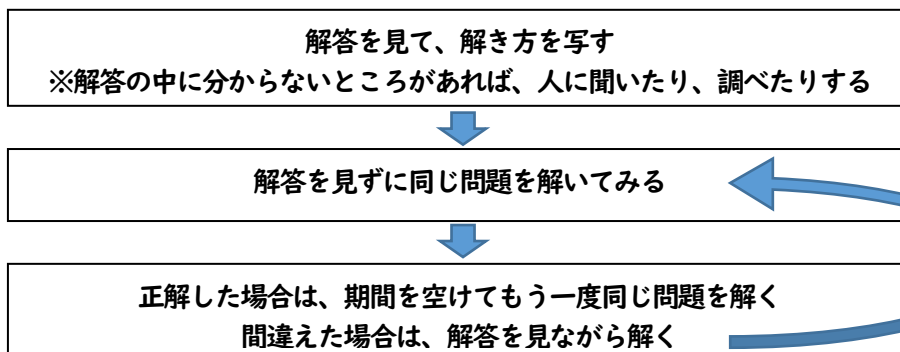 解答を見て、解き方を写す
※解答の中に分からないところがあれば、人に聞いたり、調べたりする
解答を見ずに同じ問題を解いてみる
正解した場合は、期間を空けてもう一度同じ問題を解く
間違えた場合は、解答を見ながら解く